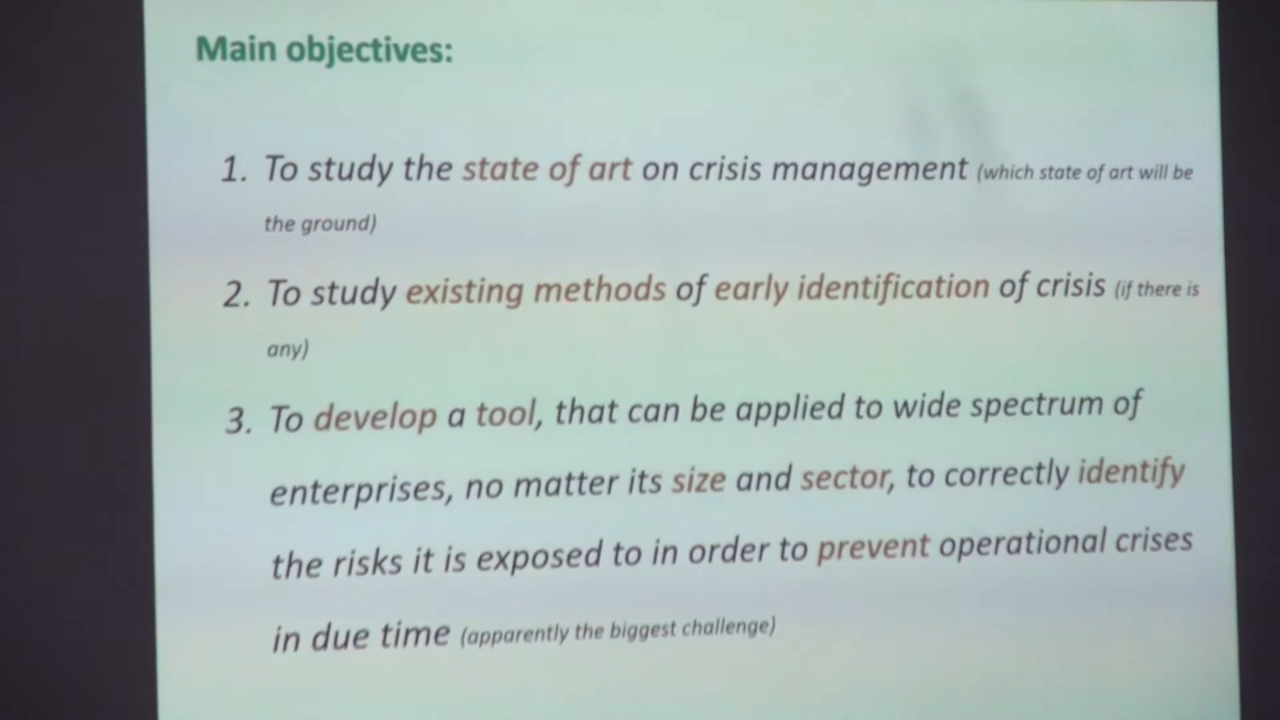 Main objectives:
1. To study the state of art on crisis management (which state of art will be
the ground)
2. To study existing methods of early identification of crisis (if there is
any)
3. To develop a tool, that can be applied to wide spectrum of
enterprises, no matter its size and sector, to correctly identify
the risks it is exposed to in order to prevent operational crises
in due time (apparently the biggest challenge)